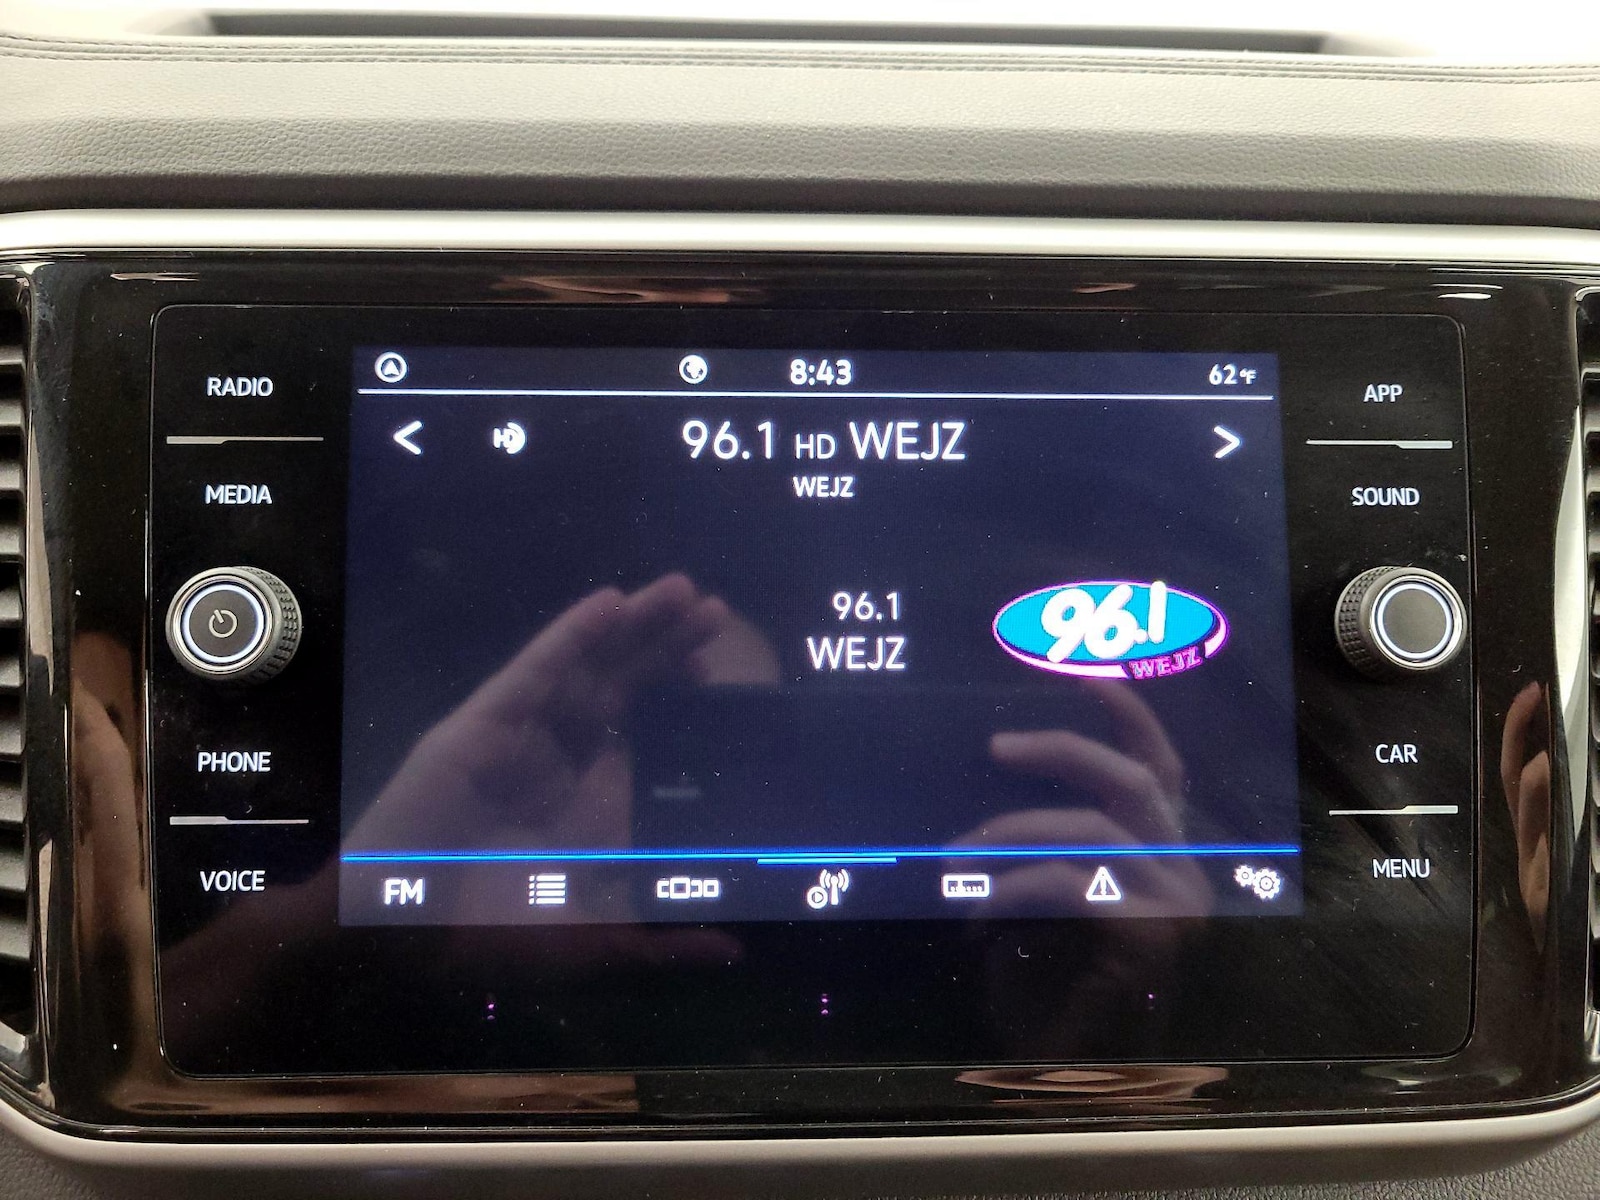 RADIO
MEDIA
PHONE
VOICE
8:43
62°F
HD
96.1 HD WEJZ
WEJZ
96.1
WEJZ
96.1
WEJZ
FM
APP
SOUND
CAR
MENU